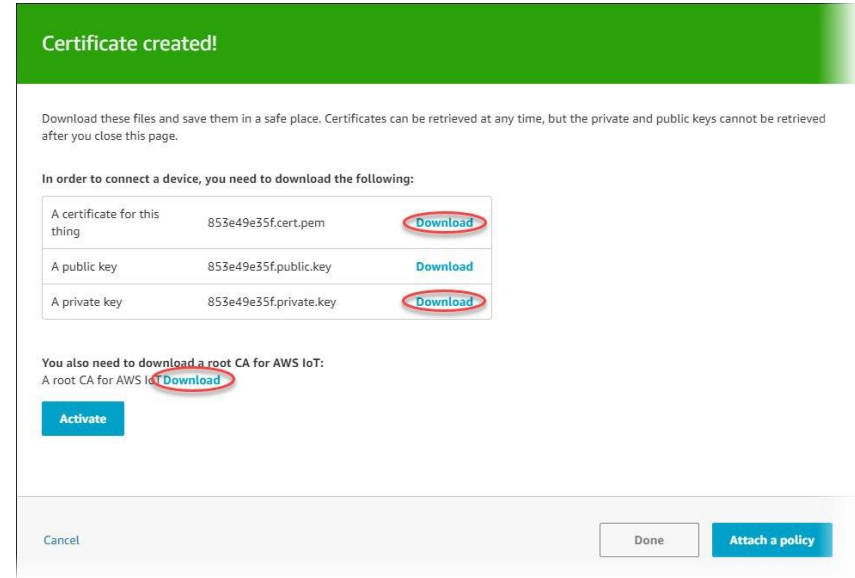 Certificate created!
Download these files and save them in a safe place. Certificates can be retrieved at any time, but the private and public keys cannot be retrieved
after you close this page.
In order to connect a device, you need to download the following:
A certificate for this
thing
853e49e35f.cert.pem
Download
A public key 853e49e35f.public.key Download
A private key 853e49e35f.private.key Download
You also need to download a root CA for AWS IoT:
A root CA for AWS IoT Download
Activate
Cancel Done Attach a policy